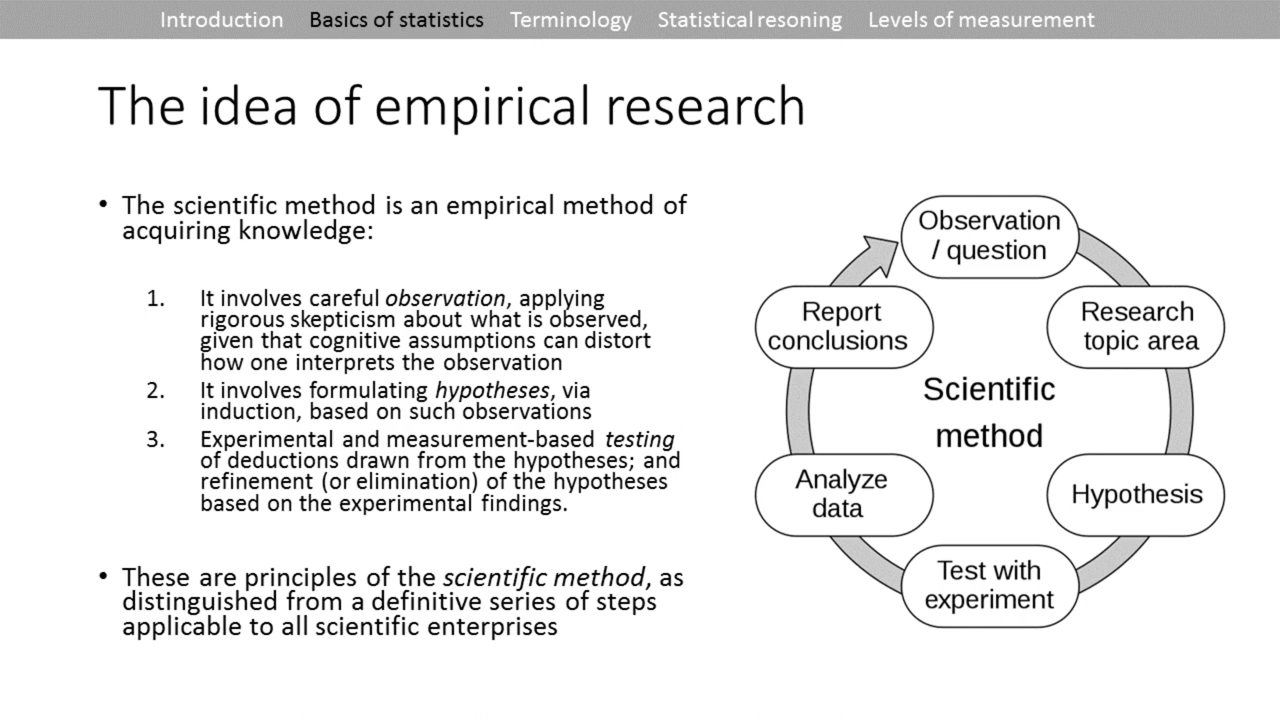 Introduction Basics of statistics Terminology Statistical resoning Levels of measurement
The idea of empirical research
• The scientific method is an empirical method of
acquiring knowledge:
1. It involves careful observation, applying
rigorous skepticism about what is observed,
given that cognitive assumptions can distort
how one interprets the observation
2. It involves formulating hypotheses, via
induction, based on such observations
3. Experimental and measurement-based testing
of deductions drawn from the hypotheses; and
refinement (or elimination) of the hypotheses
based on the experimental findings.
• These are principles of the scientific method, as
distinguished from a definitive series of steps
applicable to all scientific enterprises
Observation
/ question
Research
topic area
Hypothesis
Test with
experiment
Analyze
data
Report
conclusions
Scientific
method